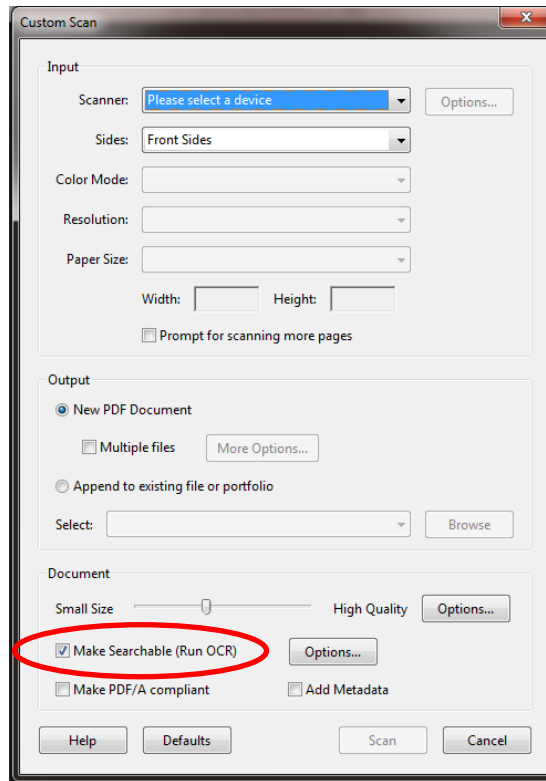 Custom Scan
Input
Scanner: Please select a device Options...
Sides: Front Sides
Color Mode:
Resolution:
Paper Size:
Width: Height:
Prompt for scanning more pages
Output
New PDF Document
Multiple files More Options...
Append to existing file or portfolio
Select: Browse
Document
Small Size High Quality Options...
Make Searchable (Run OCR) Options...
Make PDF/A compliant Add Metadata
Help Defaults Scan Cancel